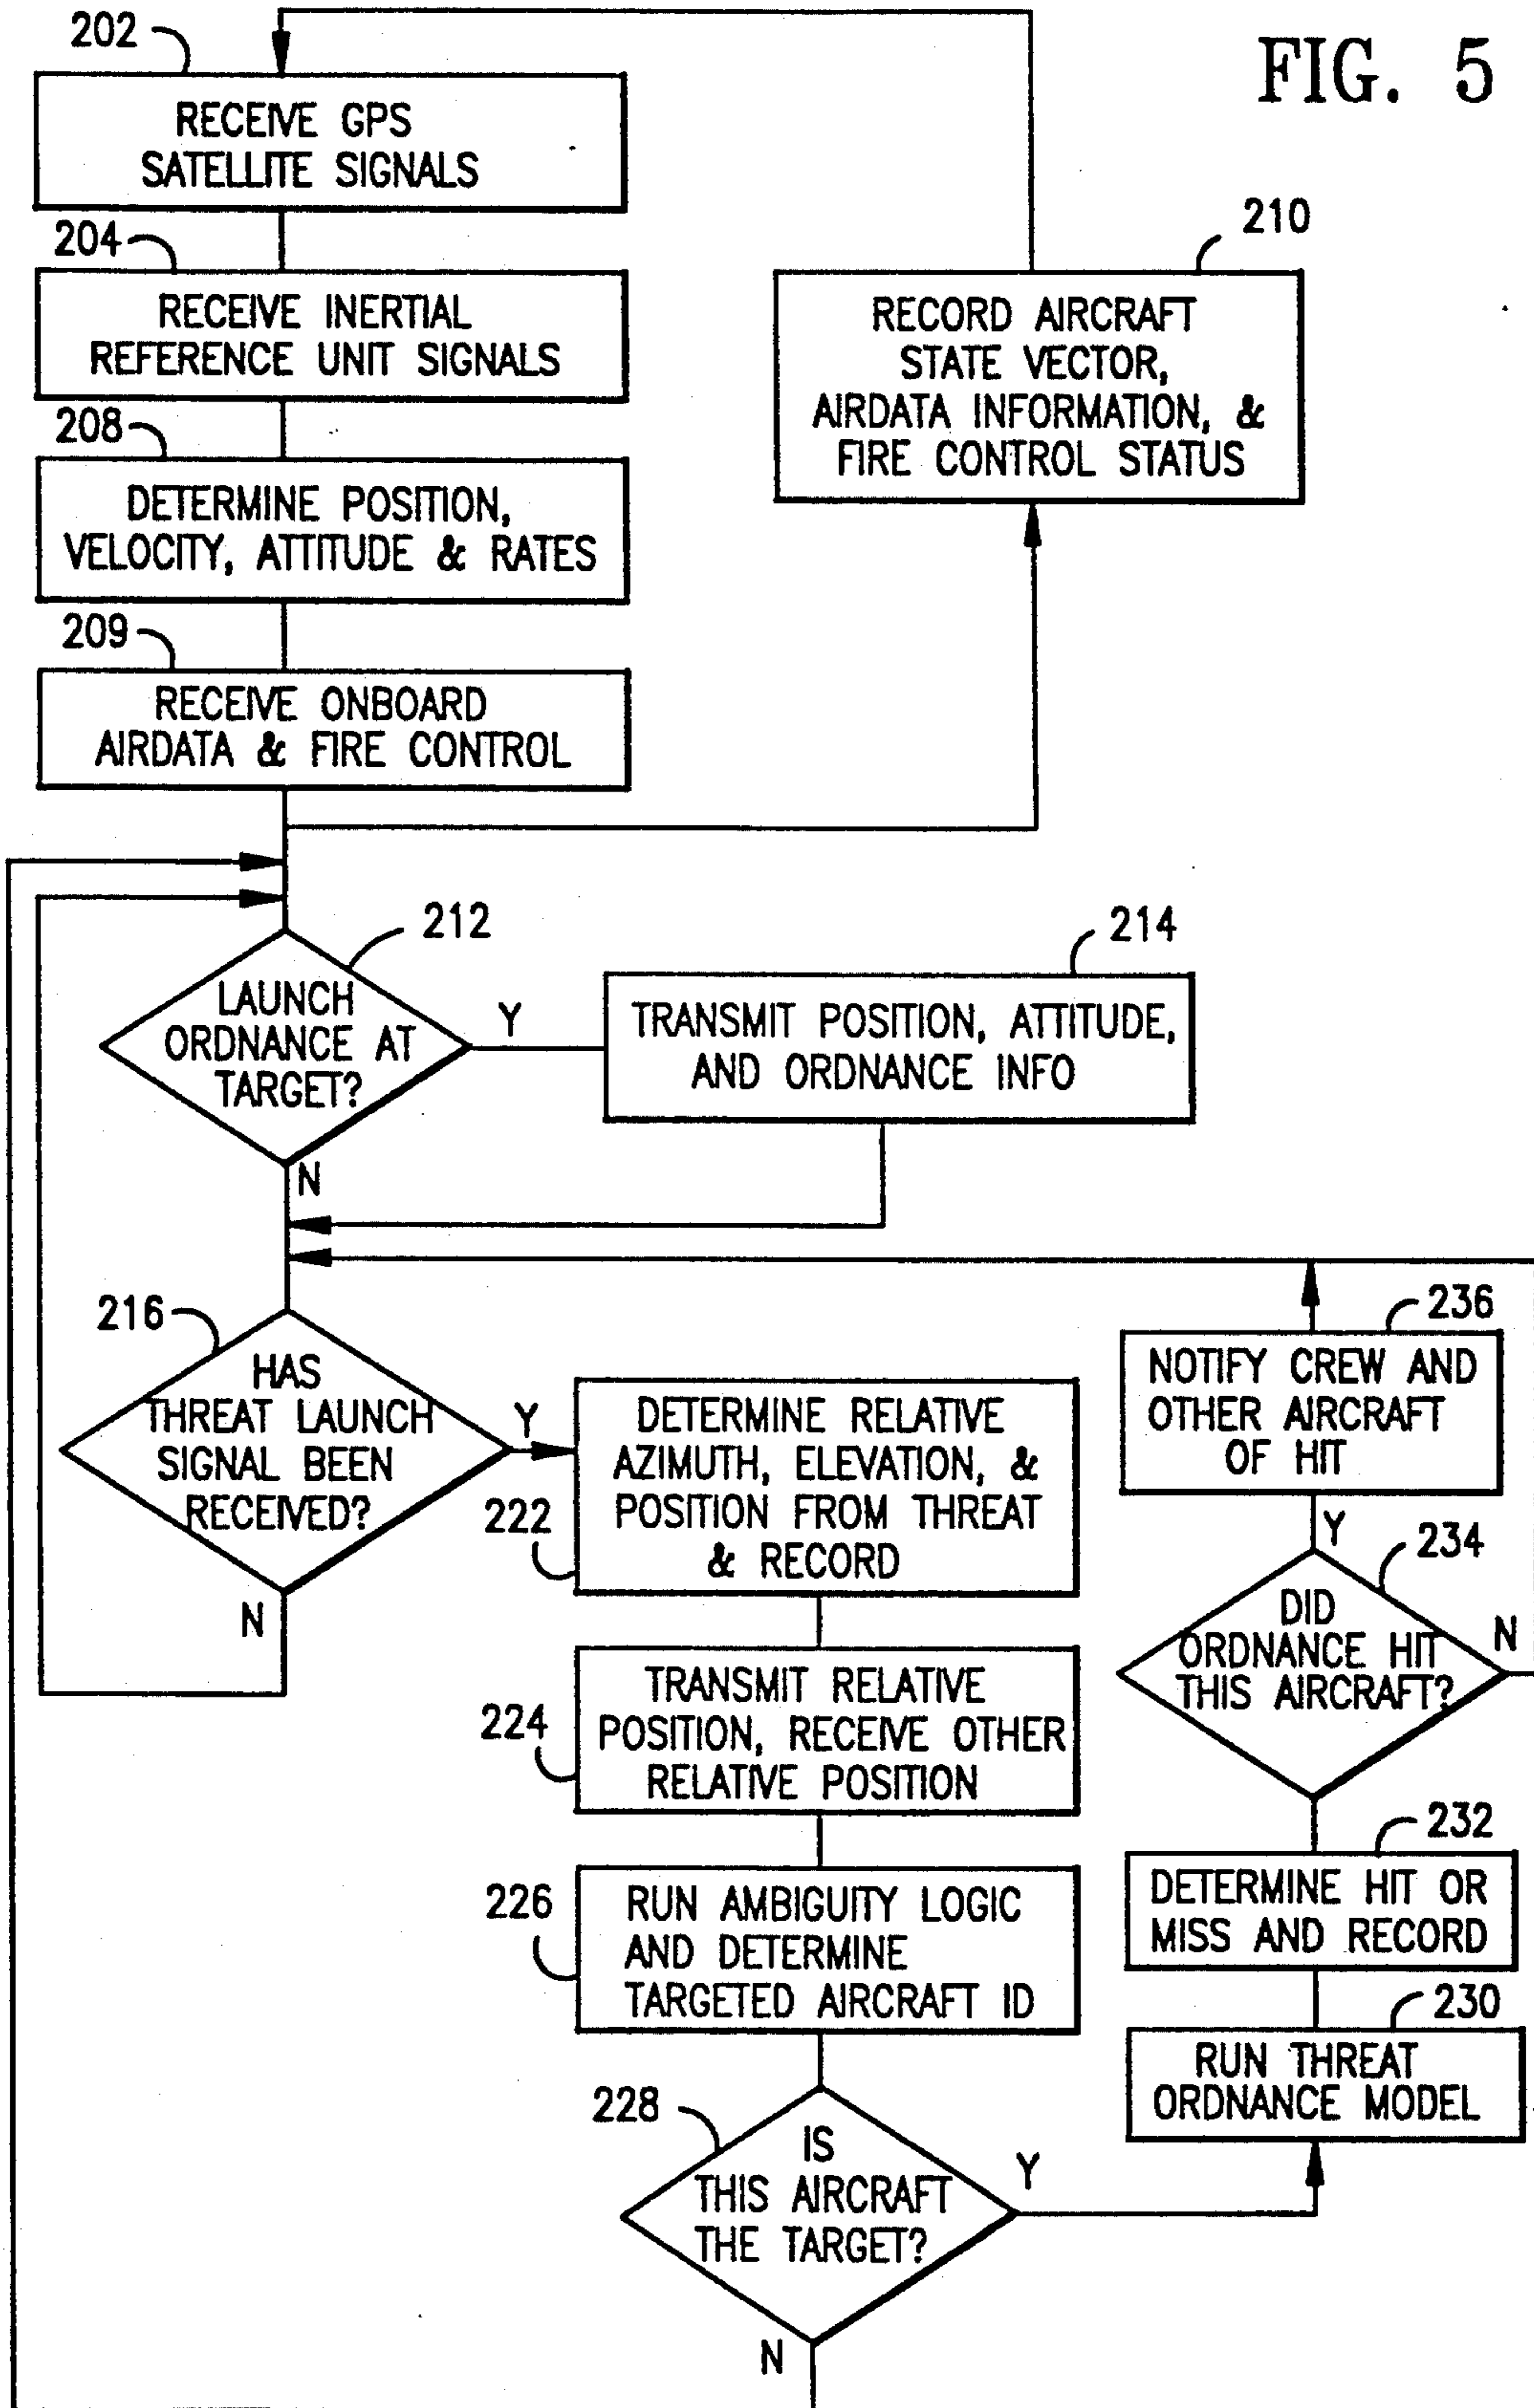 FIG. 5
202
RECEIVE GPS
SATELLITE SIGNALS
204
RECEIVE INERTIAL
REFERENCE UNIT SIGNALS
208
DETERMINE POSITION,
VELOCITY, ATTITUDE & RATES
209
RECEIVE ONBOARD
AIRDATA & FIRE CONTROL
210
RECORD AIRCRAFT
STATE VECTOR,
AIRDATA INFORMATION, &
FIRE CONTROL STATUS
212
LAUNCH
ORDNANCE AT
TARGET?
Y
N
214
TRANSMIT POSITION, ATTITUDE,
AND ORDNANCE INFO
216
HAS
THREAT LAUNCH
SIGNAL BEEN
RECEIVED?
Y
N
222
DETERMINE RELATIVE
AZIMUTH, ELEVATION, &
POSITION FROM THREAT
& RECORD
224
TRANSMIT RELATIVE
POSITION, RECEIVE OTHER
RELATIVE POSITION
226
RUN AMBIGUITY LOGIC
AND DETERMINE
TARGETED AIRCRAFT ID
228
IS
THIS AIRCRAFT
THE TARGET?
Y
N
236
NOTIFY CREW AND
OTHER AIRCRAFT
OF HIT
Y
234
DID
ORDNANCE HIT
THIS AIRCRAFT?
N
232
DETERMINE HIT OR
MISS AND RECORD
230
RUN THREAT
ORDNANCE MODEL